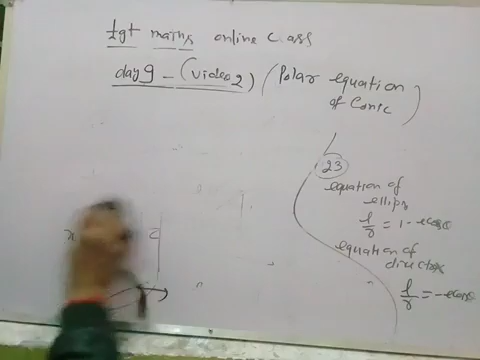 tgt maths online class
day 9 - (video 2) (Polar equation
of Conic)
23
equation of
ellips
l/r = 1 - ecosθ
equation of
directrix
l/r = -ecosθ
x
Z